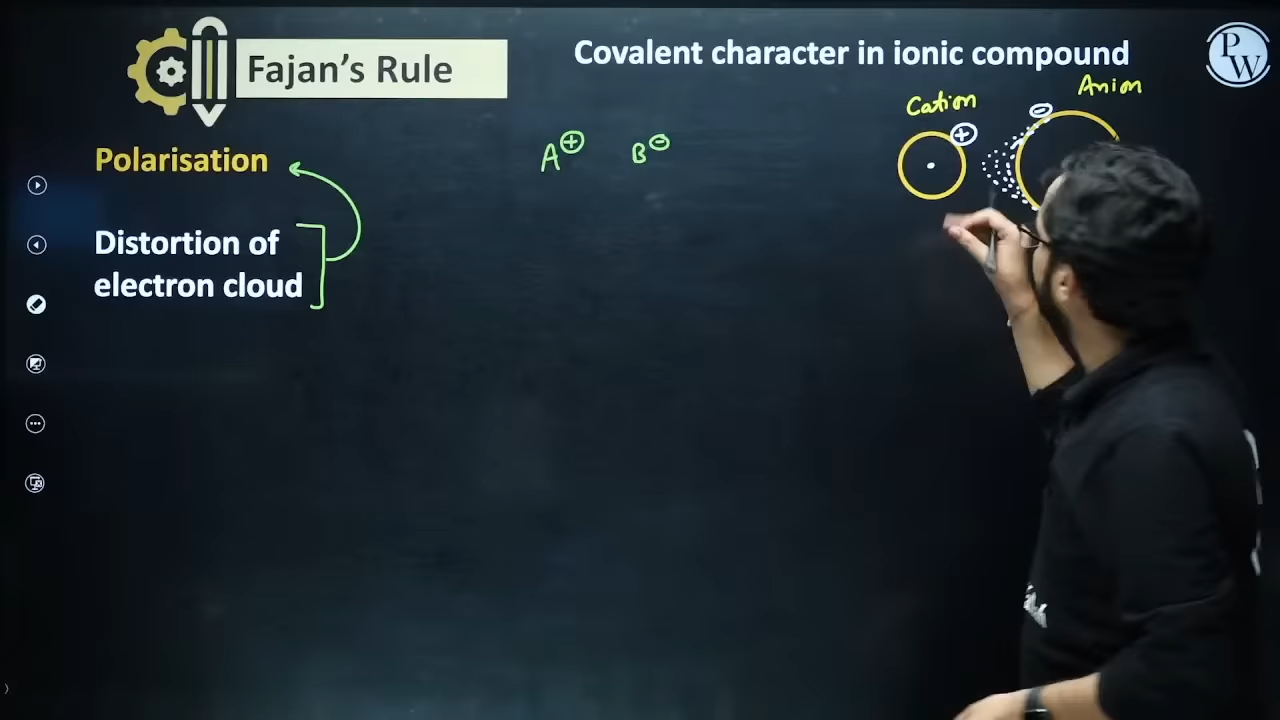 Fajan's Rule
Covalent character in ionic compound
PW
Cation
Anion
+
−
A⊕ B⊖
Polarisation
Distortion of
electron cloud